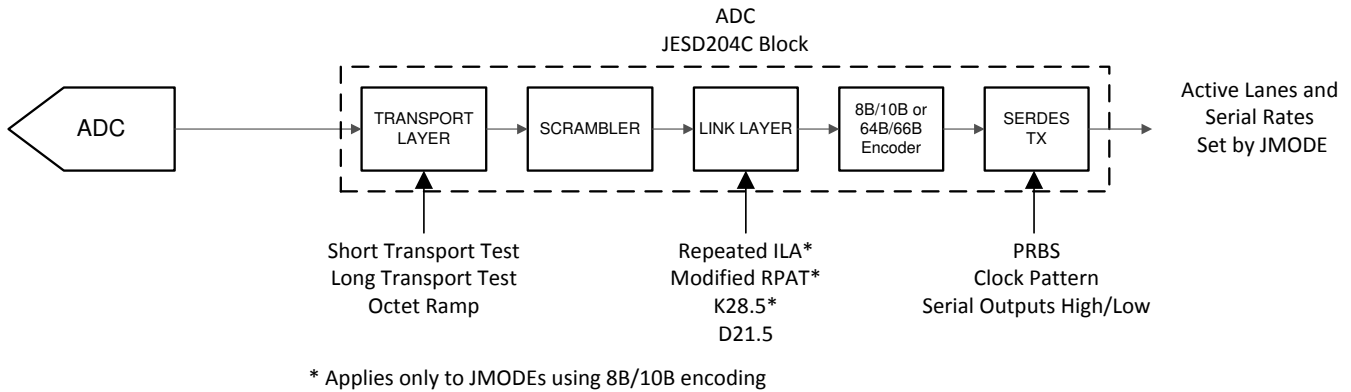 ADC
JESD204C Block
ADC
TRANSPORT
LAYER
SCRAMBLER
LINK LAYER
8B/10B or
64B/66B
Encoder
SERDES
TX
Active Lanes and
Serial Rates
Set by JMODE
Short Transport Test
Long Transport Test
Octet Ramp
Repeated ILA*
Modified RPAT*
K28.5*
D21.5
PRBS
Clock Pattern
Serial Outputs High/Low
* Applies only to JMODEs using 8B/10B encoding